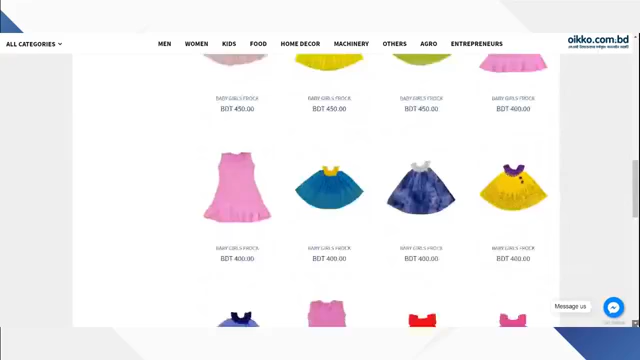 oikko.com.bd
ALL CATEGORIES
MEN WOMEN KIDS FOOD HOME DECOR MACHINERY OTHERS AGRO ENTREPRENEURS
BABY GIRLS FROCK BABY GIRLS FROCK BABY GIRLS FROCK BABY GIRLS FROCK
BDT 450.00 BDT 450.00 BDT 450.00 BDT 400.00
BABY GIRLS FROCK BABY GIRLS FROCK BABY GIRLS FROCK BABY GIRLS FROCK
BDT 400.00 BDT 400.00 BDT 400.00 BDT 400.00
Message us